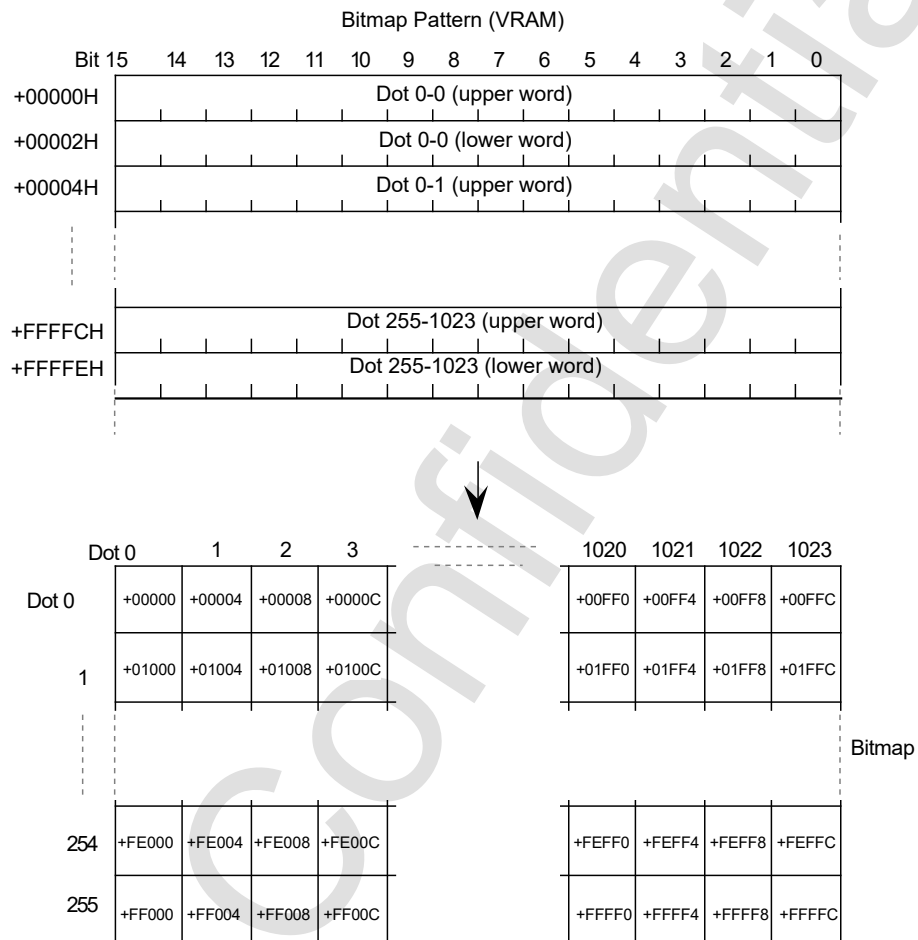 Bitmap Pattern (VRAM)
Bit 15 14 13 12 11 10 9 8 7 6 5 4 3 2 1 0
+00000H Dot 0-0 (upper word)
+00002H Dot 0-0 (lower word)
+00004H Dot 0-1 (upper word)
+FFFFCH Dot 255-1023 (upper word)
+FFFFEH Dot 255-1023 (lower word)
Dot 0 1 2 3 1020 1021 1022 1023
Dot 0 +00000 +00004 +00008 +0000C +00FF0 +00FF4 +00FF8 +00FFC
1 +01000 +01004 +01008 +0100C +01FF0 +01FF4 +01FF8 +01FFC
Bitmap
254 +FE000 +FE004 +FE008 +FE00C +FEFF0 +FEFF4 +FEFF8 +FEFFC
255 +FF000 +FF004 +FF008 +FF00C +FFFF0 +FFFF4 +FFFF8 +FFFFC
Confidentia